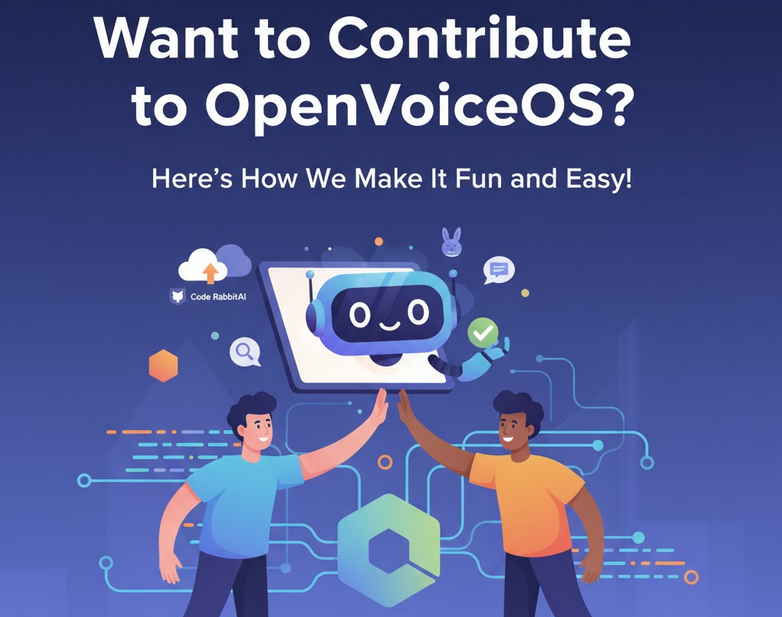 Want to Contribute
to OpenVoiceOS?
Here's How We Make It Fun and Easy!
Code RabbitAI